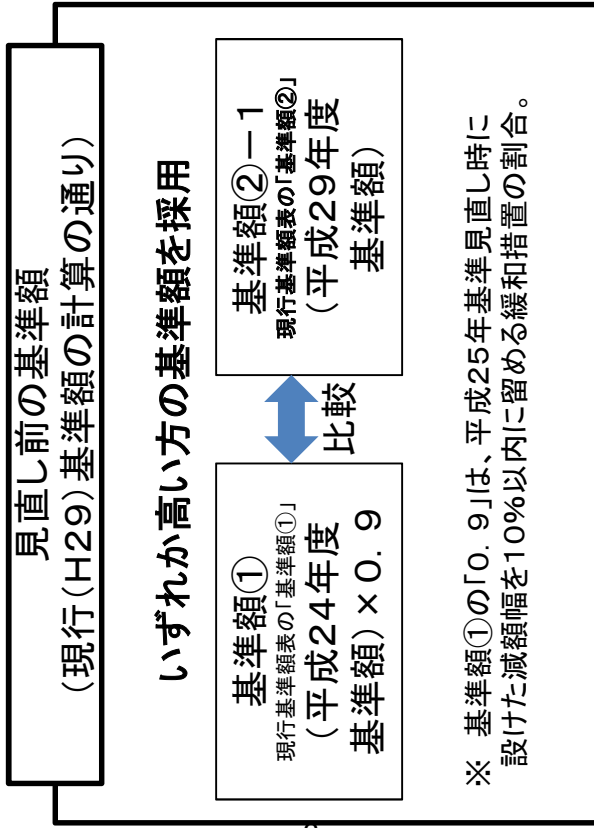 見直し前の基準額
(現行(H29)基準額の計算の通り)
いずれか高い方の基準額を採用
基準額①
現行基準額表の「基準額①」
(平成24年度
基準額)×0.9
比較
基準額②－1
現行基準額表の「基準額②」
(平成29年度
基準額)
※ 基準額①の「0.9」は、平成25年基準見直し時に
設けた減額幅を10％以内に留める緩和措置の割合。